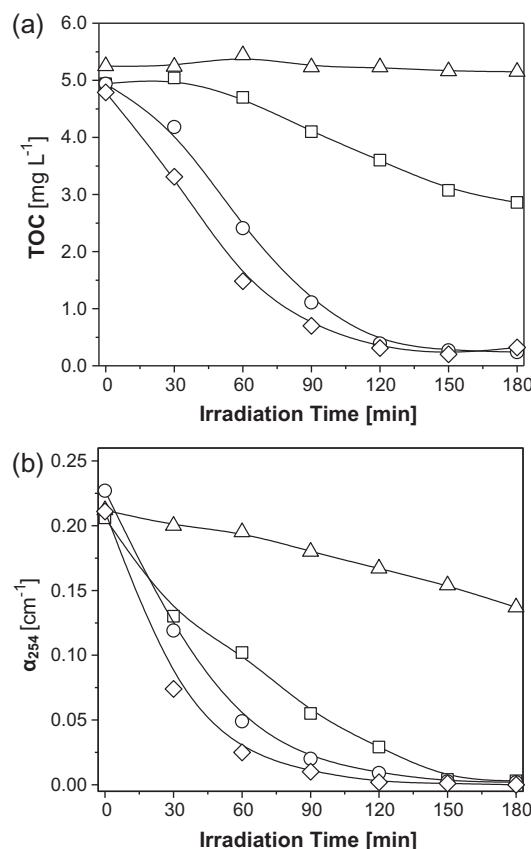 (a)
6.0
5.0
4.0
3.0
2.0
1.0
0.0
TOC [mg L⁻¹]
0 30 60 90 120 150 180
Irradiation Time [min]
(b)
0.25
0.20
0.15
0.10
0.05
0.00
α₂₅₄ [cm⁻¹]
0 30 60 90 120 150 180
Irradiation Time [min]